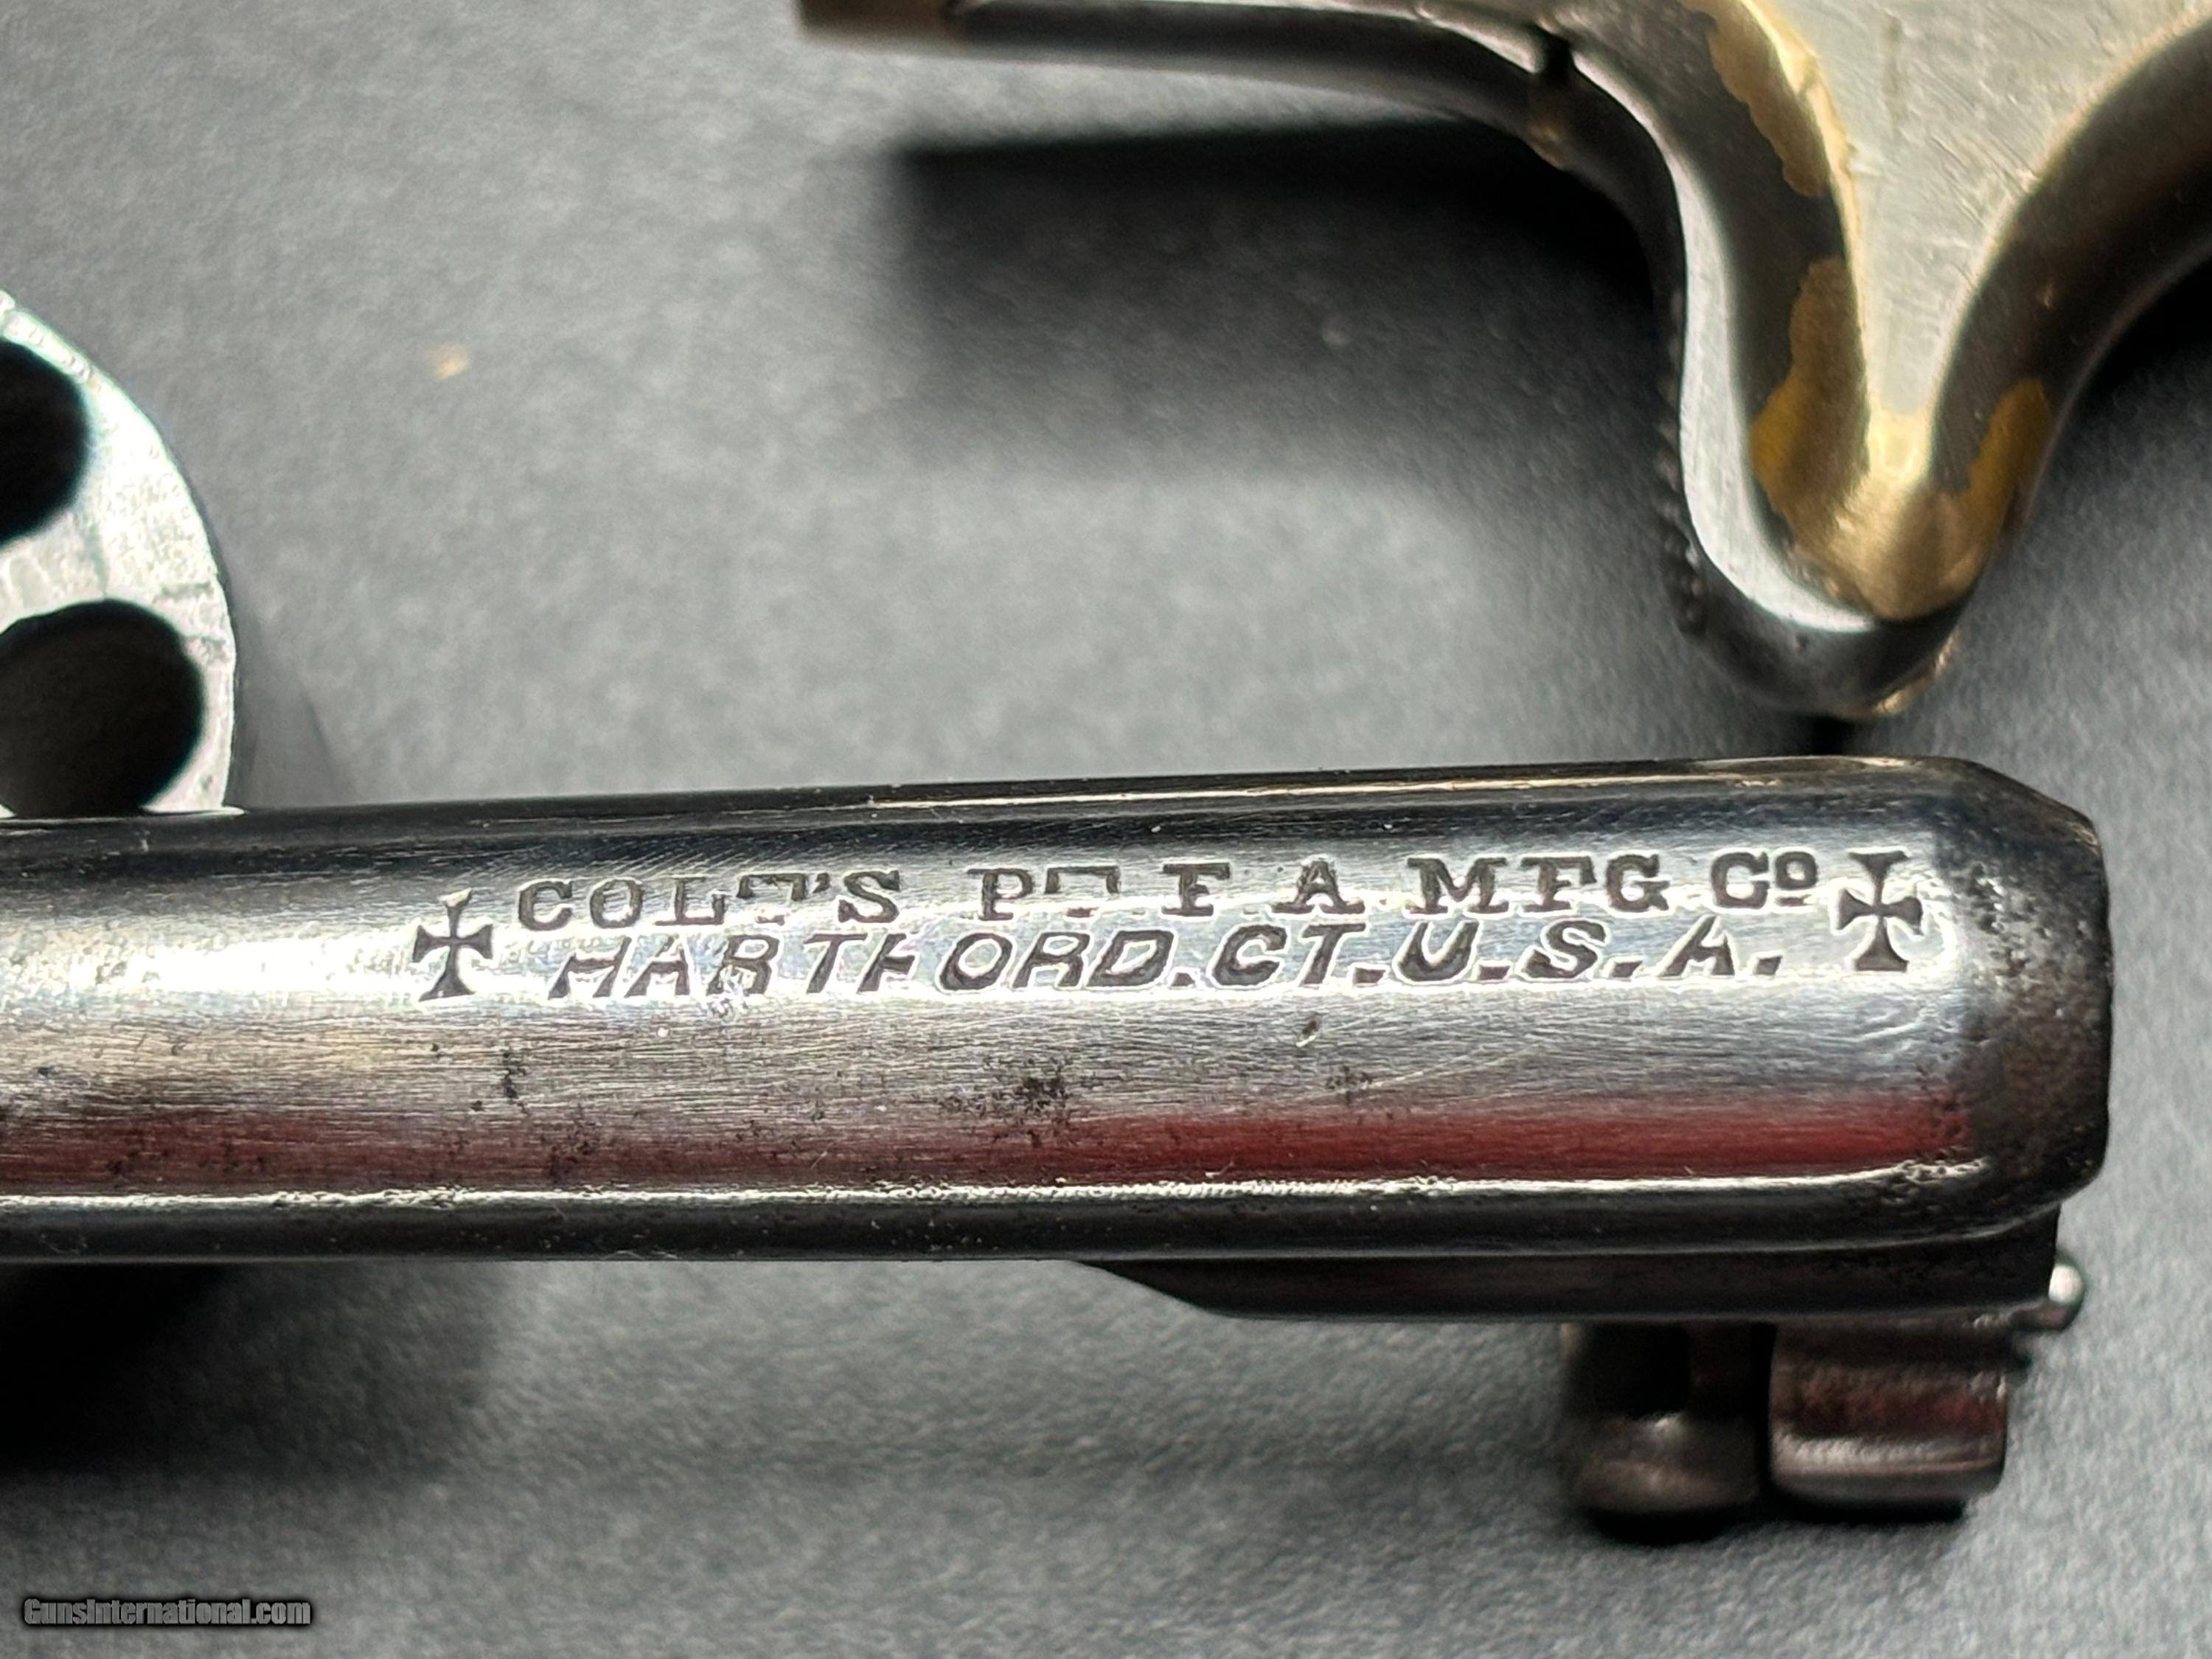 COLT'S PT F A MFG Cº
HARTFORD.CT.U.S.A.
GunsInternational.com